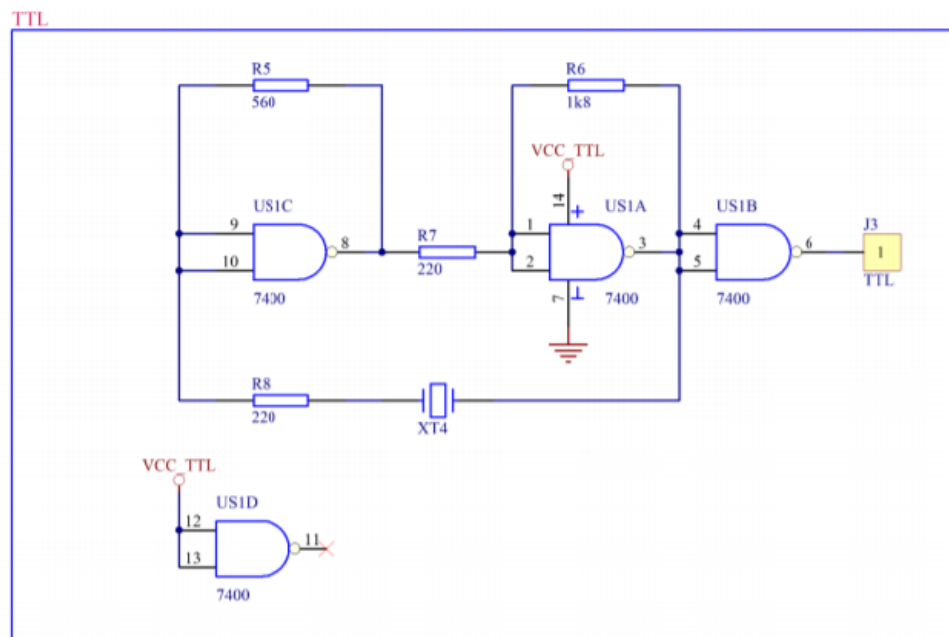 TTL
R5
560
R6
1k8
VCC_TTL
14
+
US1C
US1A
US1B
9
10
8
R7
220
1
2
3
4
5
6
J3
1
TTL
7400
7
7400
7400
R8
220
XT4
VCC_TTL
US1D
12
13
11
7400